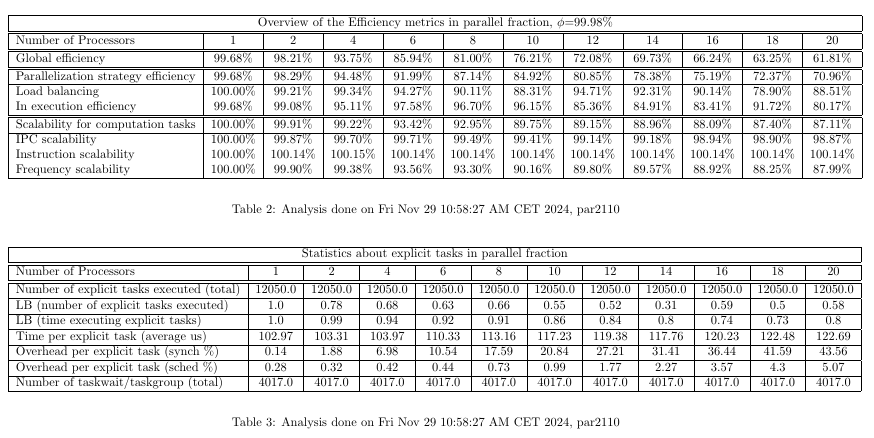 Overview of the Efficiency metrics in parallel fraction, ϕ=99.98%
Number of Processors 1 2 4 6 8 10 12 14 16 18 20
Global efficiency 99.68% 98.21% 93.75% 85.94% 81.00% 76.21% 72.08% 69.73% 66.24% 63.25% 61.81%
Parallelization strategy efficiency 99.68% 98.29% 94.48% 91.99% 87.14% 84.92% 80.85% 78.38% 75.19% 72.37% 70.96%
Load balancing 100.00% 99.21% 99.34% 94.27% 90.11% 88.31% 94.71% 92.31% 90.14% 78.90% 88.51%
In execution efficiency 99.68% 99.08% 95.11% 97.58% 96.70% 96.15% 85.36% 84.91% 83.41% 91.72% 80.17%
Scalability for computation tasks 100.00% 99.91% 99.22% 93.42% 92.95% 89.75% 89.15% 88.96% 88.09% 87.40% 87.11%
IPC scalability 100.00% 99.87% 99.70% 99.71% 99.49% 99.41% 99.14% 99.18% 98.94% 98.90% 98.87%
Instruction scalability 100.00% 100.14% 100.15% 100.14% 100.14% 100.14% 100.14% 100.14% 100.14% 100.14% 100.14%
Frequency scalability 100.00% 99.90% 99.38% 93.56% 93.30% 90.16% 89.80% 89.57% 88.92% 88.25% 87.99%
Table 2: Analysis done on Fri Nov 29 10:58:27 AM CET 2024, par2110
Statistics about explicit tasks in parallel fraction
Number of Processors 1 2 4 6 8 10 12 14 16 18 20
Number of explicit tasks executed (total) 12050.0 12050.0 12050.0 12050.0 12050.0 12050.0 12050.0 12050.0 12050.0 12050.0 12050.0
LB (number of explicit tasks executed) 1.0 0.78 0.68 0.63 0.66 0.55 0.52 0.31 0.59 0.5 0.58
LB (time executing explicit tasks) 1.0 0.99 0.94 0.92 0.91 0.86 0.84 0.8 0.74 0.73 0.8
Time per explicit task (average us) 102.97 103.31 103.97 110.33 113.16 117.23 119.38 117.76 120.23 122.48 122.69
Overhead per explicit task (synch %) 0.14 1.88 6.98 10.54 17.59 20.84 27.21 31.41 36.44 41.59 43.56
Overhead per explicit task (sched %) 0.28 0.32 0.42 0.44 0.73 0.99 1.77 2.27 3.57 4.3 5.07
Number of taskwait/taskgroup (total) 4017.0 4017.0 4017.0 4017.0 4017.0 4017.0 4017.0 4017.0 4017.0 4017.0 4017.0
Table 3: Analysis done on Fri Nov 29 10:58:27 AM CET 2024, par2110